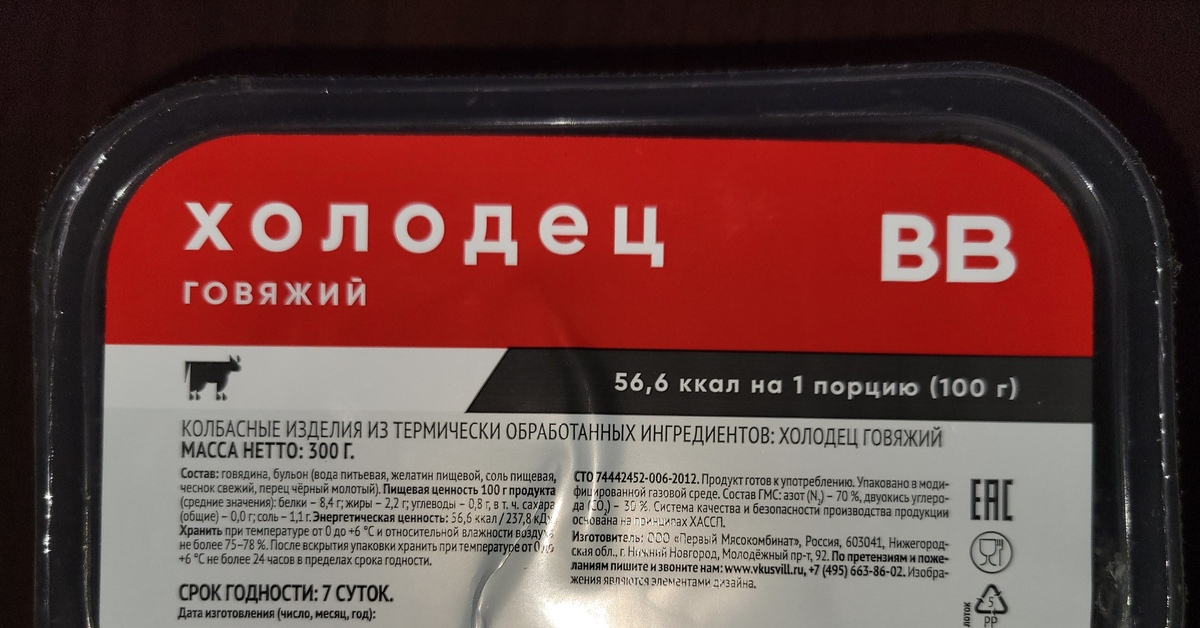 холодец
говяжий
ВВ
56,6 ккал на 1 порцию (100 г)
КОЛБАСНЫЕ ИЗДЕЛИЯ ИЗ ТЕРМИЧЕСКИ ОБРАБОТАННЫХ ИНГРЕДИЕНТОВ: ХОЛОДЕЦ ГОВЯЖИЙ
МАССА НЕТТО: 300 Г.
Состав: говядина, бульон (вода питьевая, желатин пищевой, соль пищевая,
чеснок свежий, перец чёрный молотый). Пищевая ценность 100 г продукта
(средние значения): белки – 8,4 г; жиры – 2,2 г; углеводы – 0,8 г, в т. ч. сахара
(общие) – 0,0 г; соль – 1,1 г. Энергетическая ценность: 56,6 ккал / 237,8 кДж.
Хранить при температуре от 0 до +6 °С и относительной влажности воздуха
не более 75–78 %. После вскрытия упаковки хранить при температуре от 0 до
+6 °С не более 24 часов в пределах срока годности.
СРОК ГОДНОСТИ: 7 СУТОК.
Дата изготовления (число, месяц, год):
СТО 74442452-006-2012. Продукт готов к употреблению. Упаковано в моди-
фицированной газовой среде. Состав ГМС: азот (N₂) – 70 %, двуокись углеро-
да (CO₂) – 30 %. Система качества и безопасности производства продукции
основана на принципах ХАССП.
Изготовитель: ООО «Первый Мясокомбинат», Россия, 603041, Нижегород-
ская обл., г. Нижний Новгород, Молодёжный пр-т, 92. По претензиям и поже-
ланиям пишите и звоните нам: www.vkusvill.ru, +7 (495) 663-86-02. Изобра-
жения являются элементами дизайна.
ЕАС
5
PP
лоток